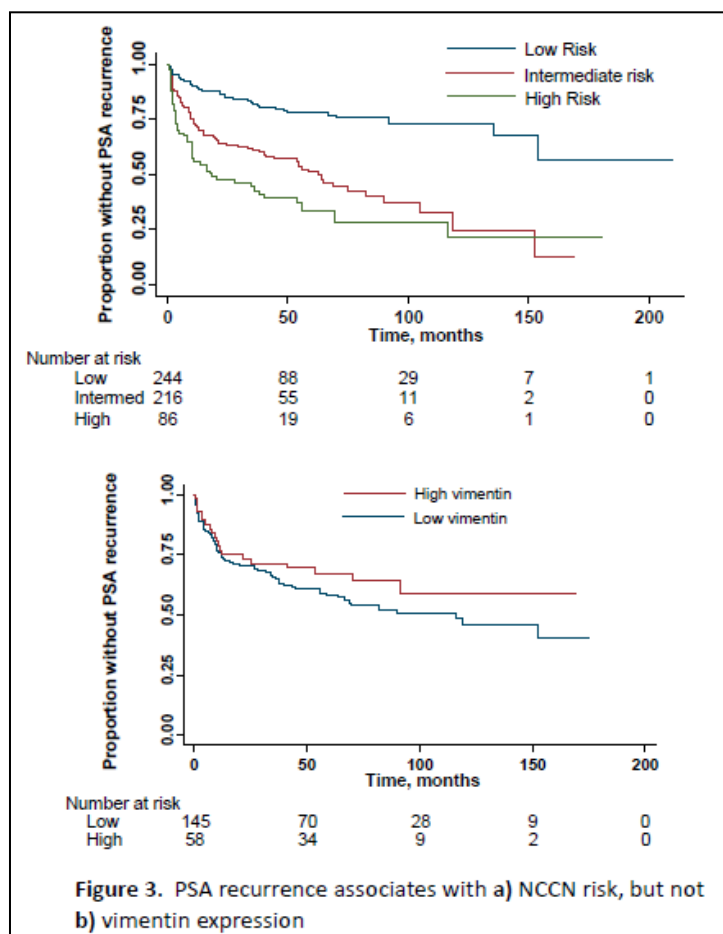 Low Risk
Intermediate risk
High Risk
Proportion without PSA recurrence
1.00
0.75
0.50
0.25
0.00
0 50 100 150 200
Time, months
Number at risk
Low 244 88 29 7 1
Intermed 216 55 11 2 0
High 86 19 6 1 0
High vimentin
Low vimentin
Proportion without PSA recurrence
1.00
0.75
0.50
0.25
0.00
0 50 100 150 200
Time, months
Number at risk
Low 145 70 28 9 0
High 58 34 9 2 0
Figure 3. PSA recurrence associates with a) NCCN risk, but not
b) vimentin expression